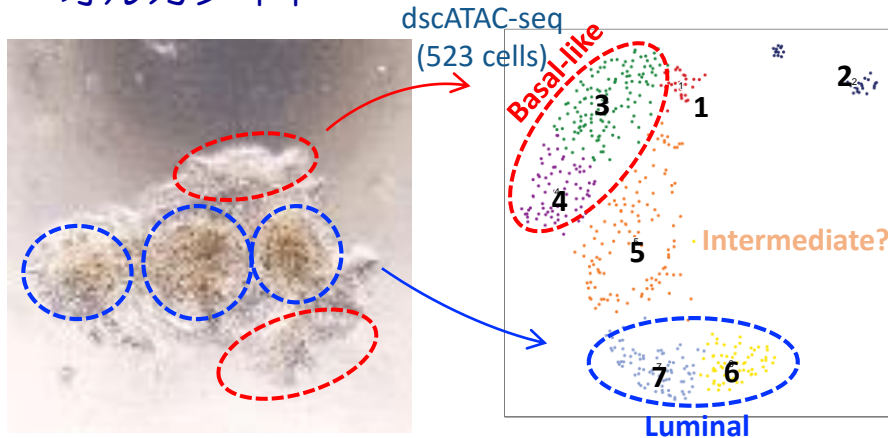 dscATAC-seq
(523 cells)
Basal-like
3
1
2
4
5
Intermediate?
7
6
Luminal